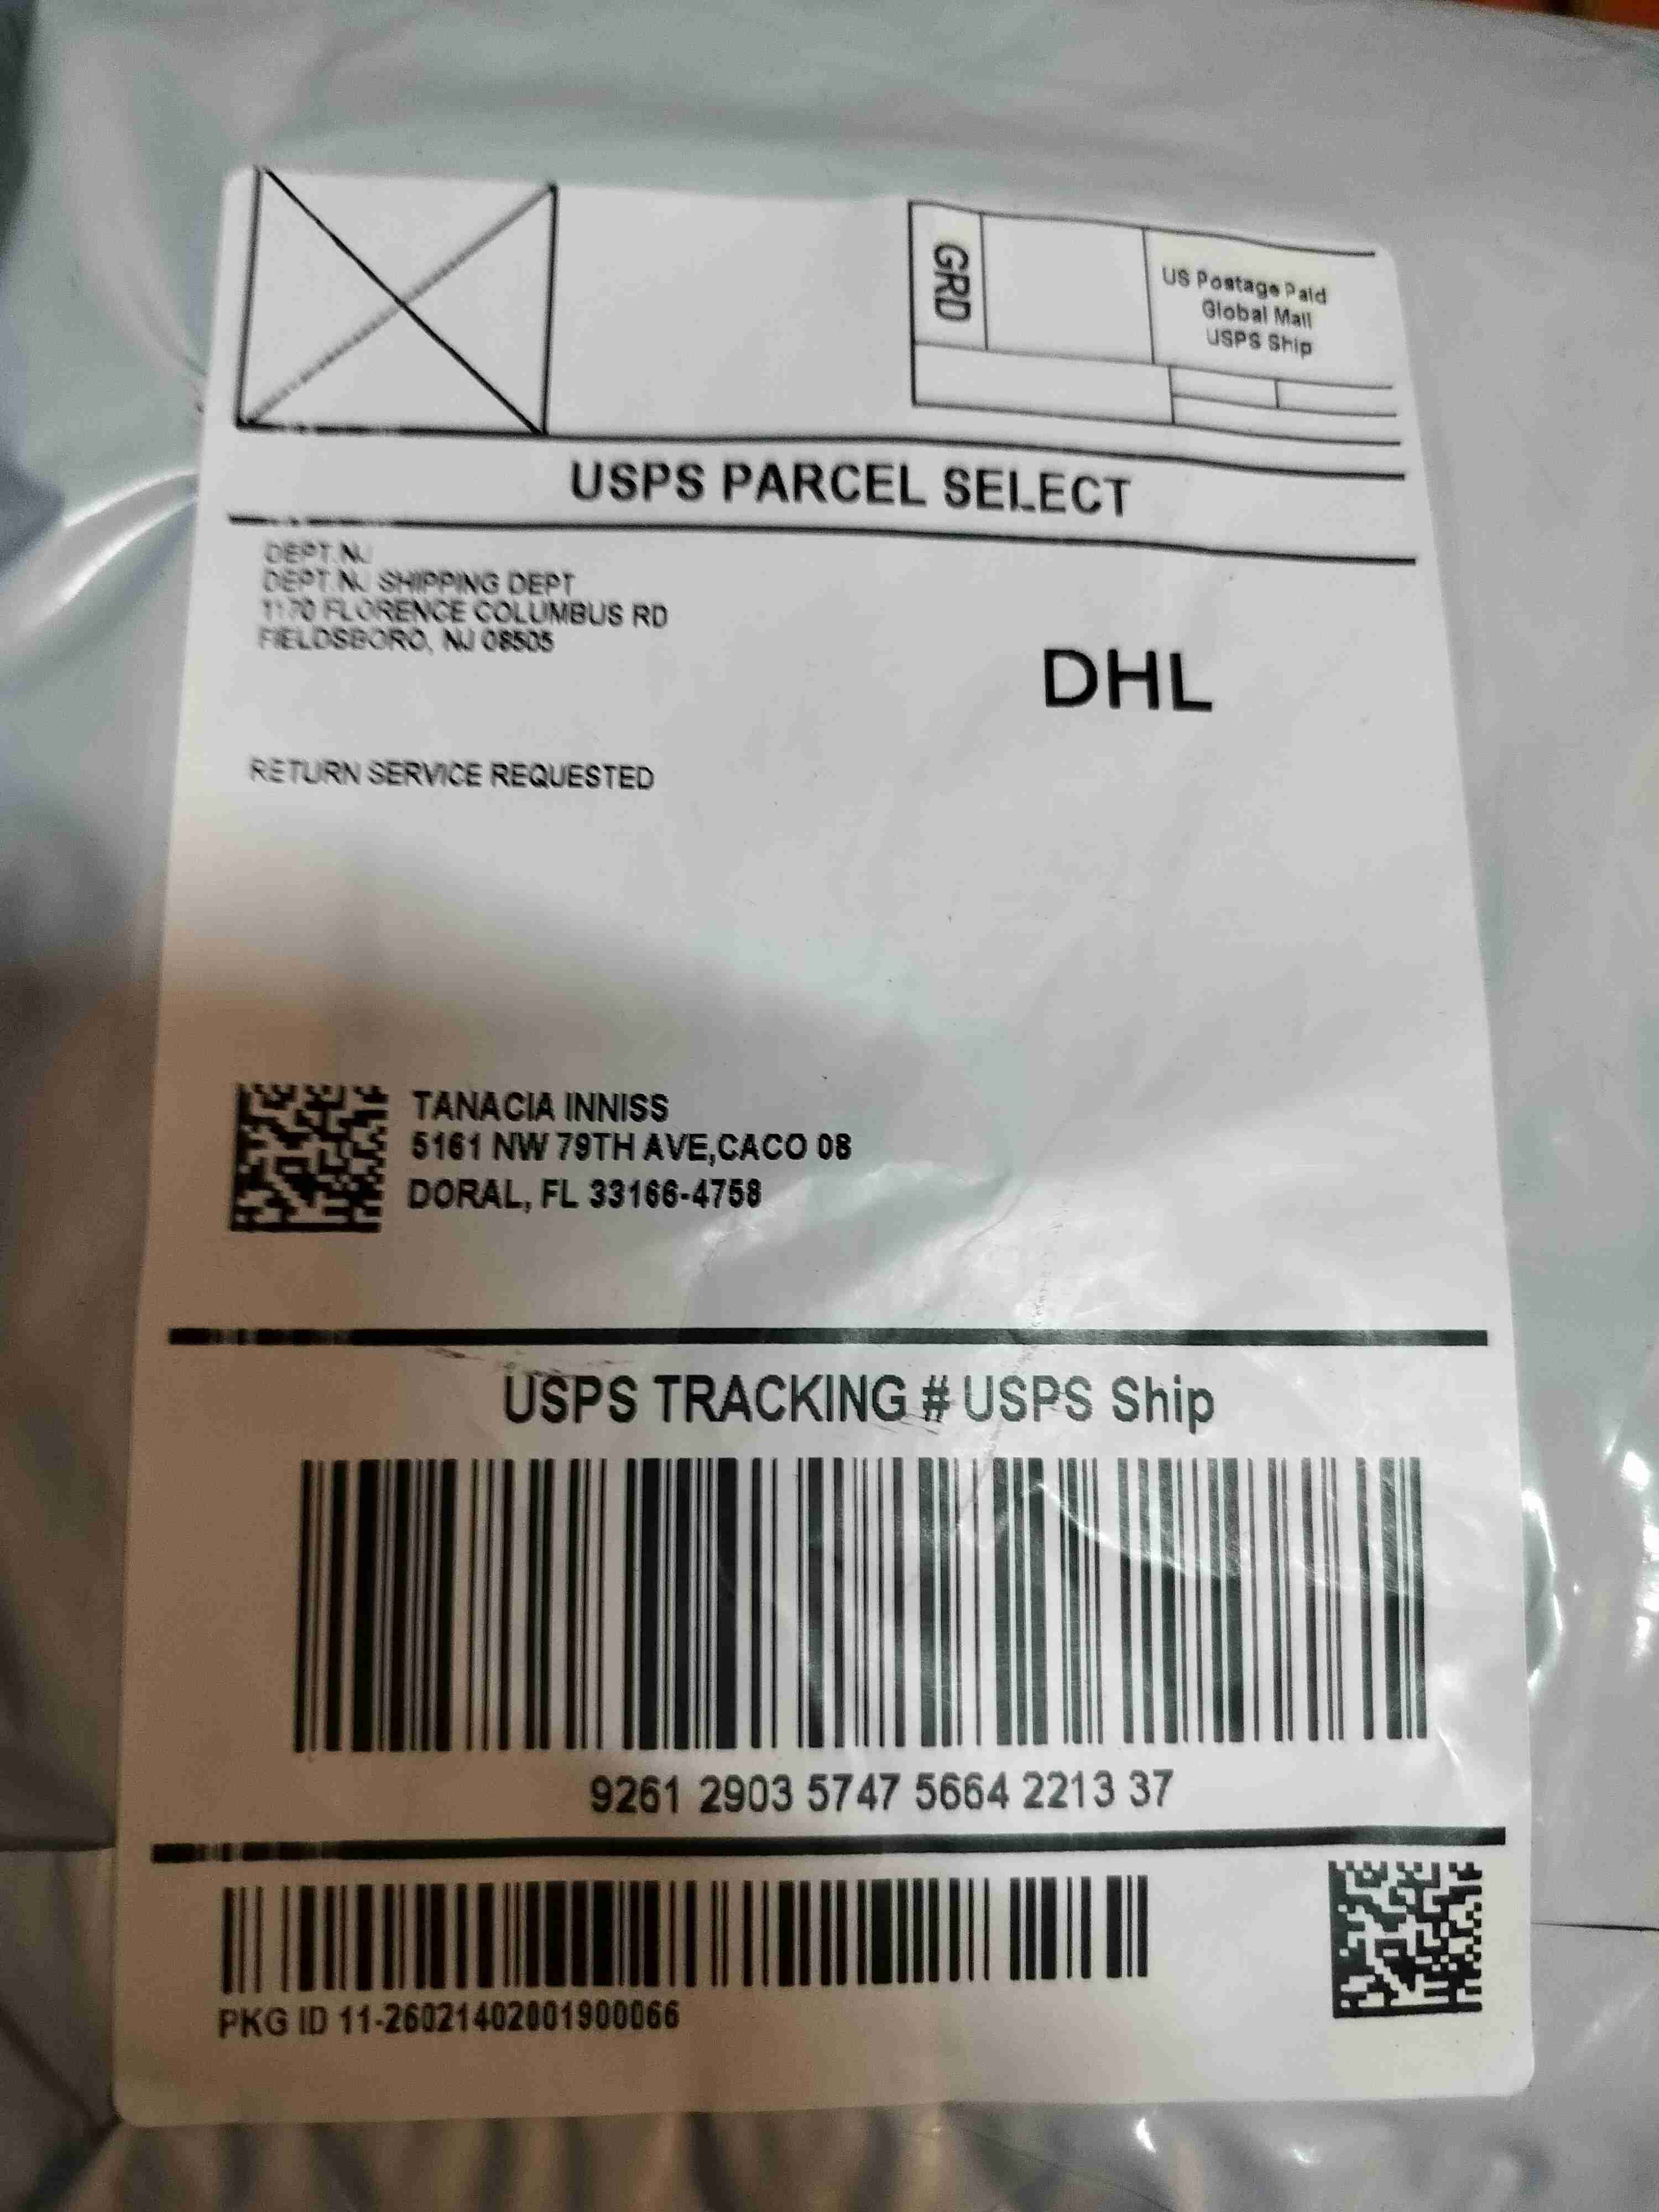 GRD
US Postage Paid
Global Mail
USPS Ship
USPS PARCEL SELECT
DEPT.NJ
DEPT.NJ SHIPPING DEPT
1170 FLORENCE COLUMBUS RD
FIELDSBORO, NJ 08505
DHL
RETURN SERVICE REQUESTED
TANACIA INNISS
5161 NW 79TH AVE,CACO 08
DORAL, FL 33166-4758
USPS TRACKING # USPS Ship
9261 2903 5747 5664 2213 37
PKG ID 11-26021402001900066